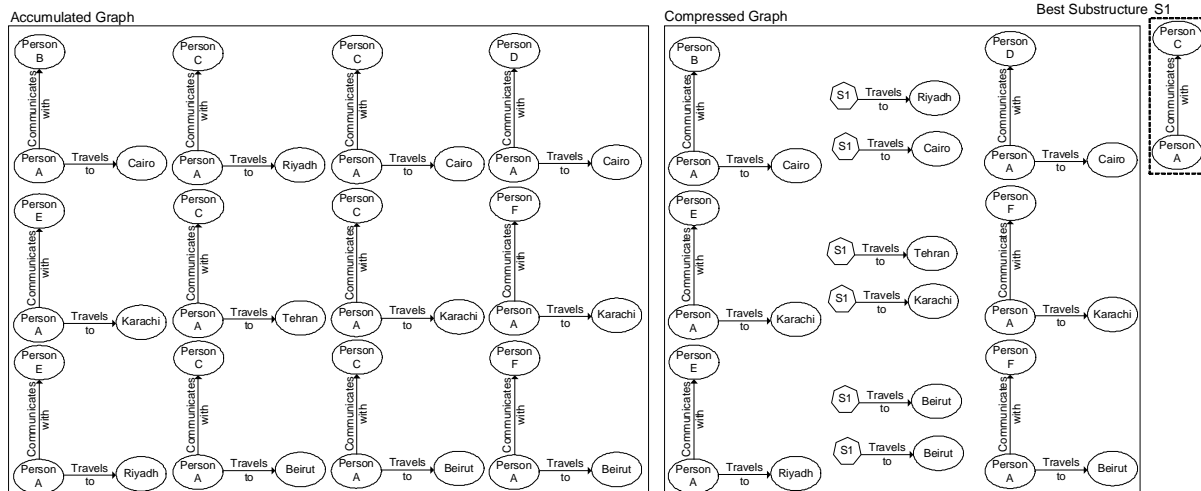 Accumulated Graph
Person B
Communicates with
Person A
Travels to
Cairo
Person C
Communicates with
Person A
Travels to
Riyadh
Person C
Communicates with
Person A
Travels to
Cairo
Person D
Communicates with
Person A
Travels to
Cairo
Person E
Communicates with
Person A
Travels to
Karachi
Person C
Communicates with
Person A
Travels to
Tehran
Person C
Communicates with
Person A
Travels to
Karachi
Person F
Communicates with
Person A
Travels to
Karachi
Person E
Communicates with
Person A
Travels to
Riyadh
Person C
Communicates with
Person A
Travels to
Beirut
Person C
Communicates with
Person A
Travels to
Beirut
Person F
Communicates with
Person A
Travels to
Beirut
Compressed Graph
Person B
Communicates with
Person A
Travels to
Cairo
S1
Travels to
Riyadh
S1
Travels to
Cairo
Person D
Communicates with
Person A
Travels to
Cairo
Person E
Communicates with
Person A
Travels to
Karachi
S1
Travels to
Tehran
S1
Travels to
Karachi
Person F
Communicates with
Person A
Travels to
Karachi
Person E
Communicates with
Person A
Travels to
Riyadh
S1
Travels to
Beirut
S1
Travels to
Beirut
Person F
Communicates with
Person A
Travels to
Beirut
Best Substructure S1
Person C
Communicates with
Person A